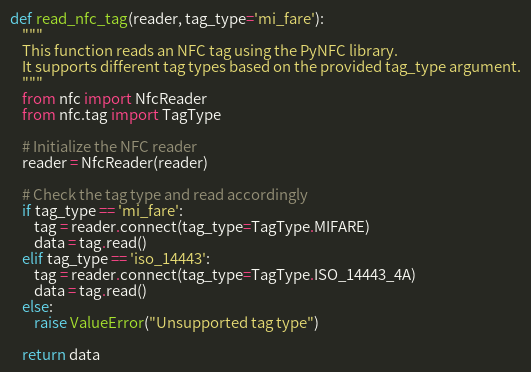 def read_nfc_tag(reader, tag_type='mi_fare'):
    """
    This function reads an NFC tag using the PyNFC library.
    It supports different tag types based on the provided tag_type argument.
    """
    from nfc import NfcReader
    from nfc.tag import TagType

    # Initialize the NFC reader
    reader = NfcReader(reader)

    # Check the tag type and read accordingly
    if tag_type == 'mi_fare':
        tag = reader.connect(tag_type=TagType.MIFARE)
        data = tag.read()
    elif tag_type == 'iso_14443':
        tag = reader.connect(tag_type=TagType.ISO_14443_4A)
        data = tag.read()
    else:
        raise ValueError("Unsupported tag type")

    return data